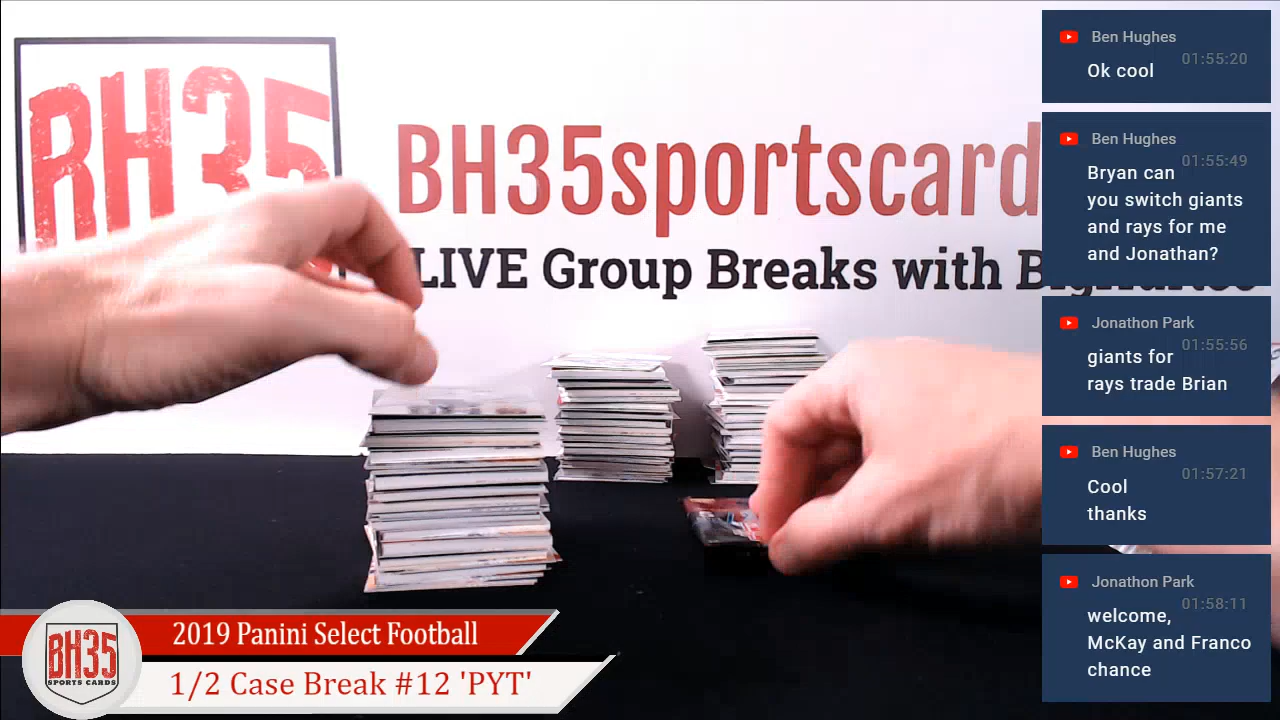 BH35
BH35sportscard
LIVE Group Breaks with
2019 Panini Select Football
1/2 Case Break #12 'PYT'
BH35
SPORTS CARDS
Ben Hughes
01:55:20
Ok cool
Ben Hughes
01:55:49
Bryan can
you switch giants
and rays for me
and Jonathan?
Jonathon Park
01:55:56
giants for
rays trade Brian
Ben Hughes
01:57:21
Cool
thanks
Jonathon Park
01:58:11
welcome,
McKay and Franco
chance